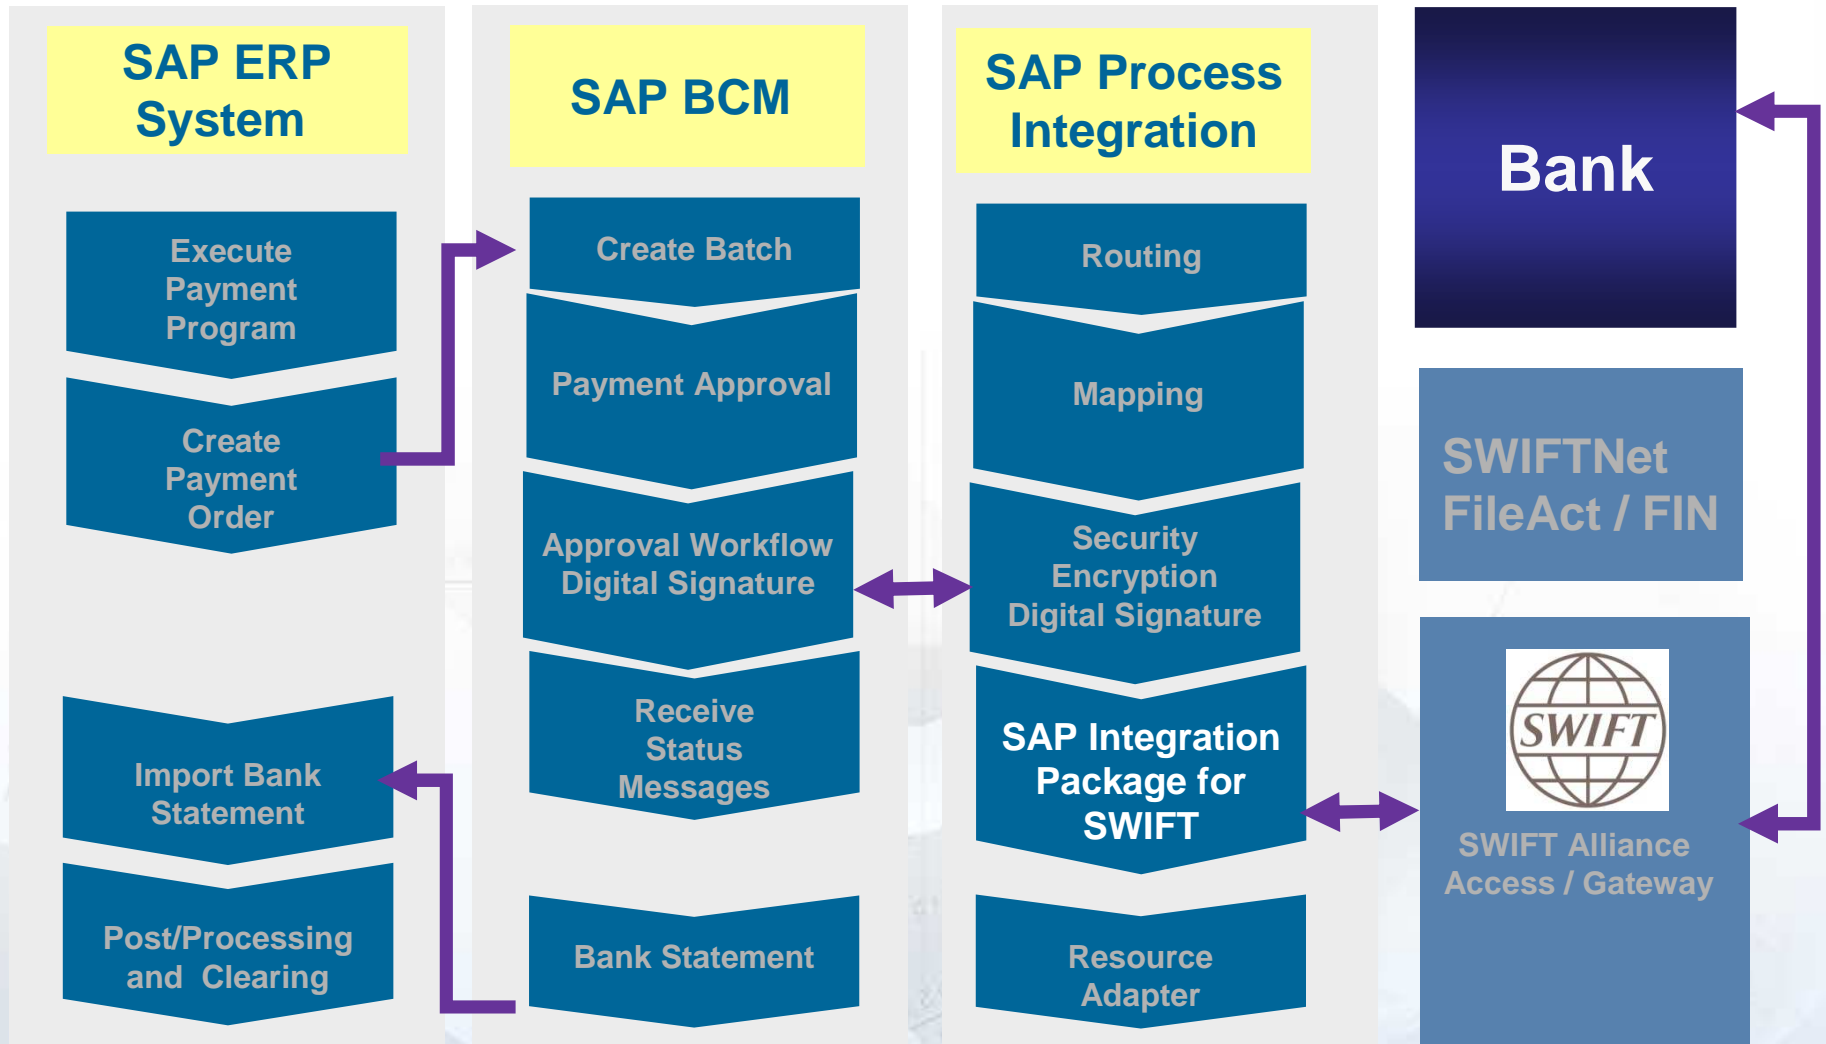 SAP ERP
System
Execute
Payment
Program
Create
Payment
Order
Import Bank
Statement
Post/Processing
and Clearing
SAP BCM
Create Batch
Payment Approval
Approval Workflow
Digital Signature
Receive
Status
Messages
Bank Statement
SAP Process
Integration
Routing
Mapping
Security
Encryption
Digital Signature
SAP Integration
Package for
SWIFT
Resource
Adapter
Bank
SWIFTNet
FileAct / FIN
SWIFT
SWIFT Alliance
Access / Gateway